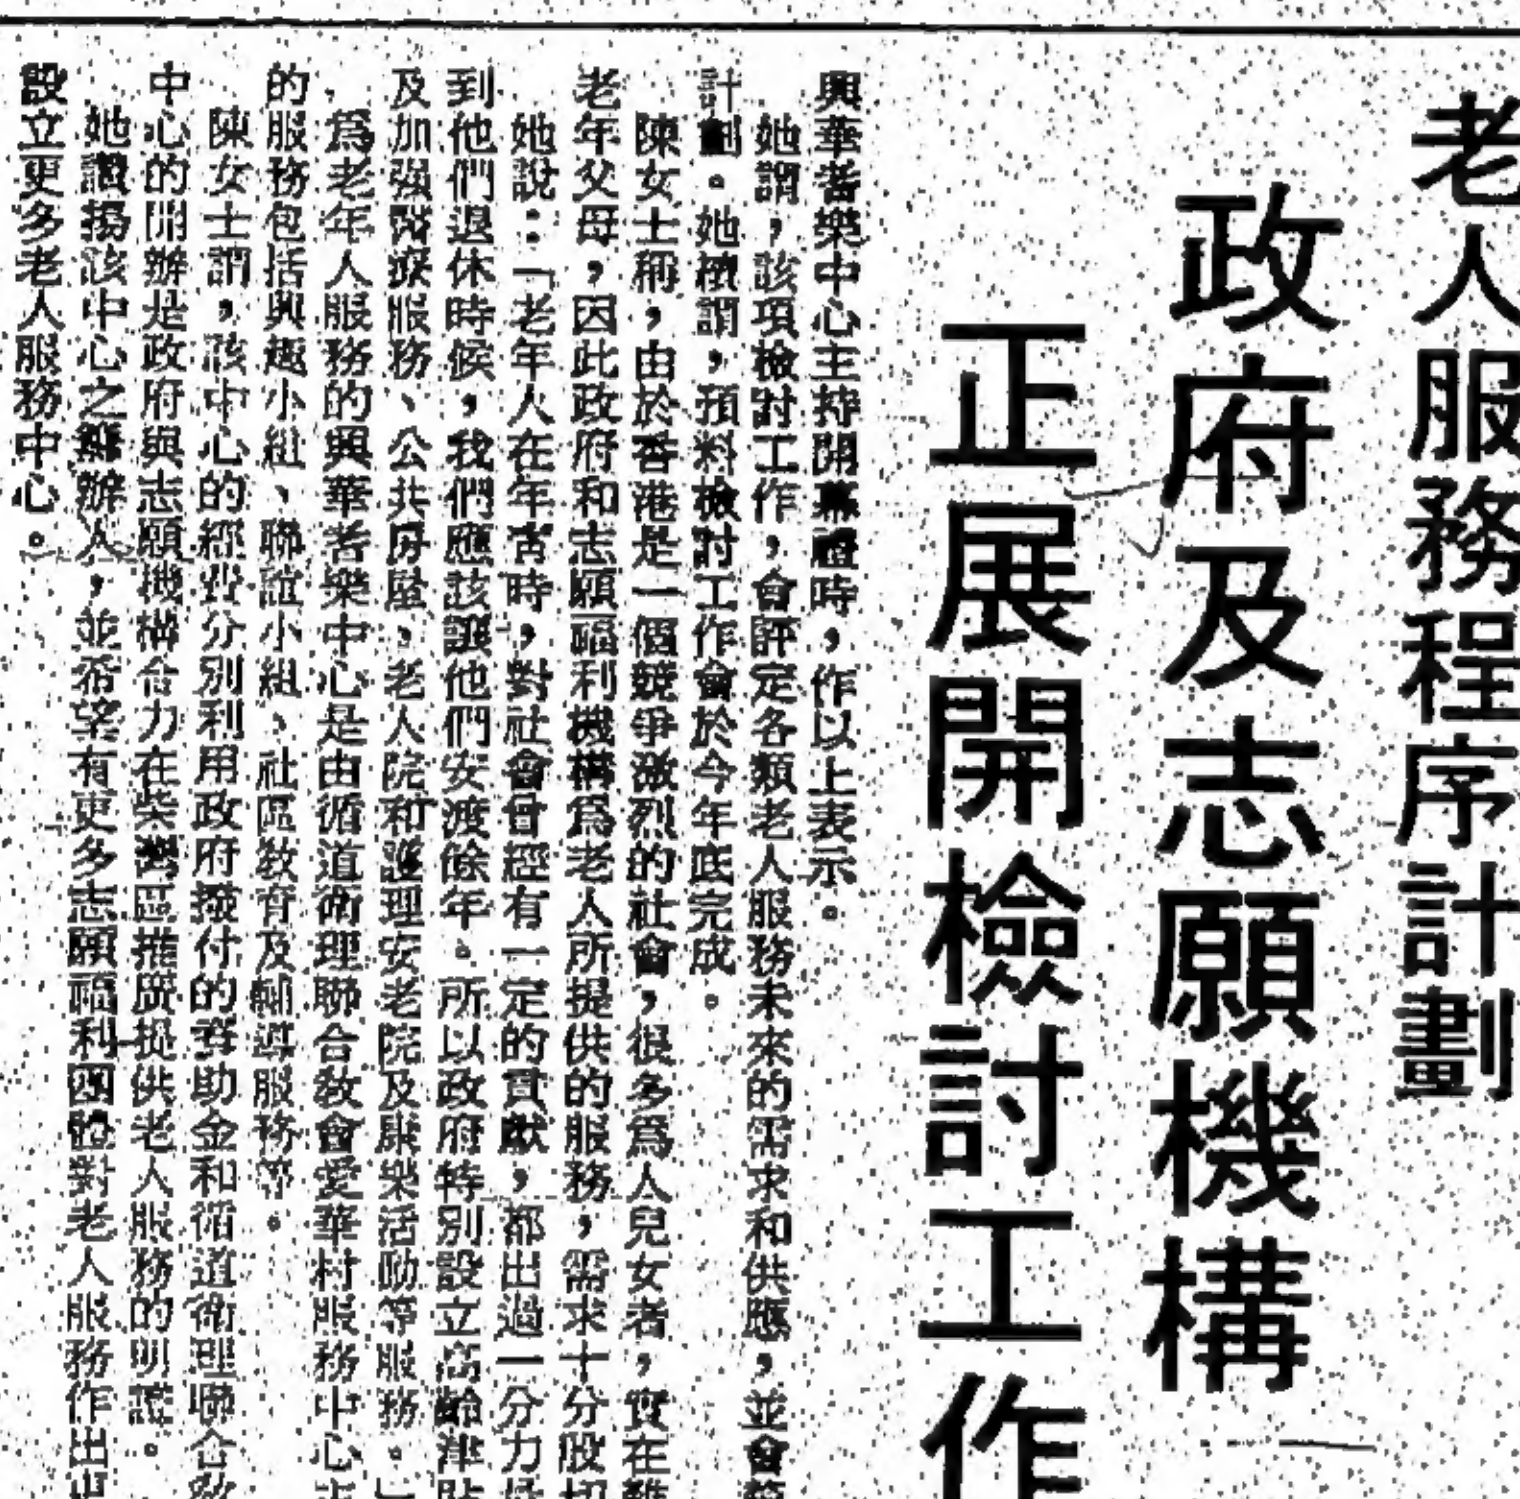 老人服務程序計劃
政府及志願機構
正展開檢討工作
興華耆樂中心主持開幕禮時，作以上表示。
她謂，該項檢討工作，會評定各類老人服務未來的需求和供應，並會
計劃。她續謂，預料檢討工作會於今年底完成。
陳女士稱，由於香港是一個競爭激烈的社會，很多爲人兒女者，實在難
老年父母，因此政府和志願福利機構爲老人所提供的服務，需求十分殷切
她說：「老年人在年青時，對社會曾經有一定的貢獻，都出過一分力
到他們退休時候，我們應該讓他們安渡餘年。所以政府特別設立高齡津貼
及加强醫療服務、公共房屋，老人院和護理安老院及康樂活動等服務。」
爲老年人服務的興華耆樂中心是由循道衞理聯合敎會愛華村服務中心
的服務包括興趣小組、聯誼小組、社區敎育及輔導服務等。
陳女士謂，該中心的經費分別利用政府撥付的奬助金和循道衞理聯合敎
中心的開辦是政府與志願機構合力在柴灣區推廣提供老人服務的明證。
她讚揚該中心之籌辦人，並希望有更多志願福利團體對老人服務作出
設立更多老人服務中心。